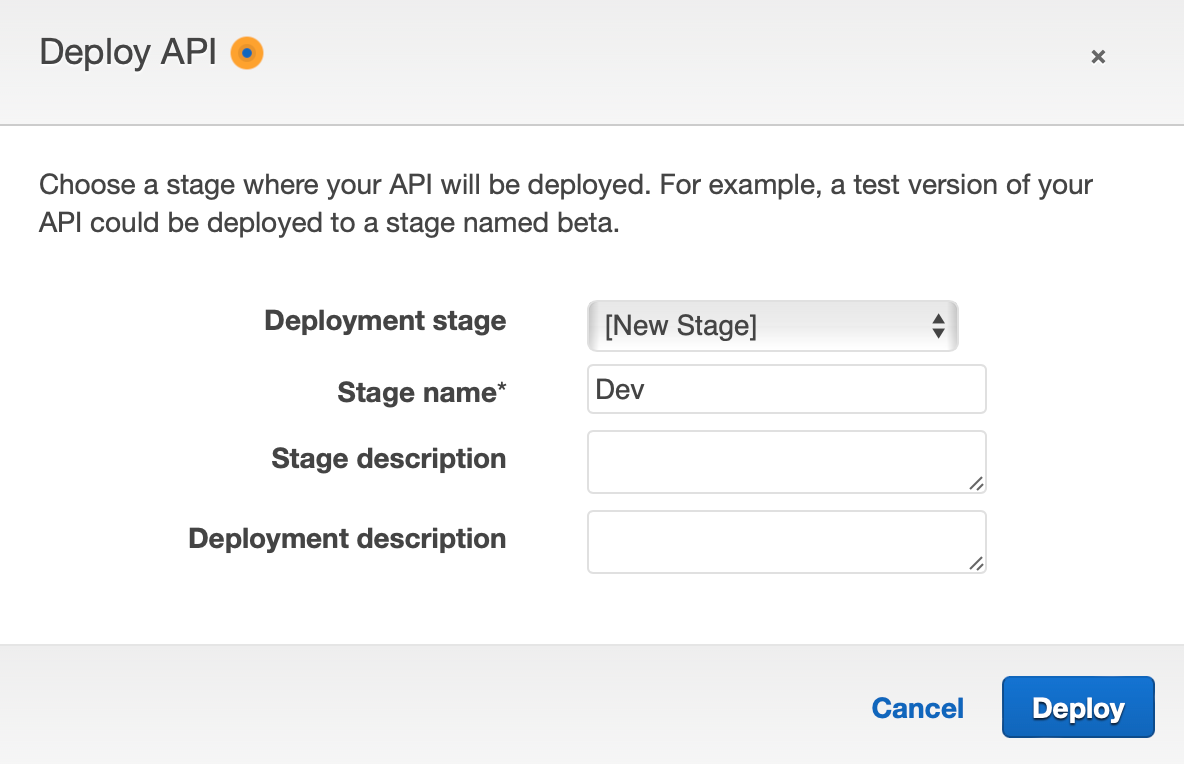 Deploy API
×
Choose a stage where your API will be deployed. For example, a test version of your
API could be deployed to a stage named beta.
Deployment stage [New Stage]
Stage name* Dev
Stage description
Deployment description
Cancel Deploy